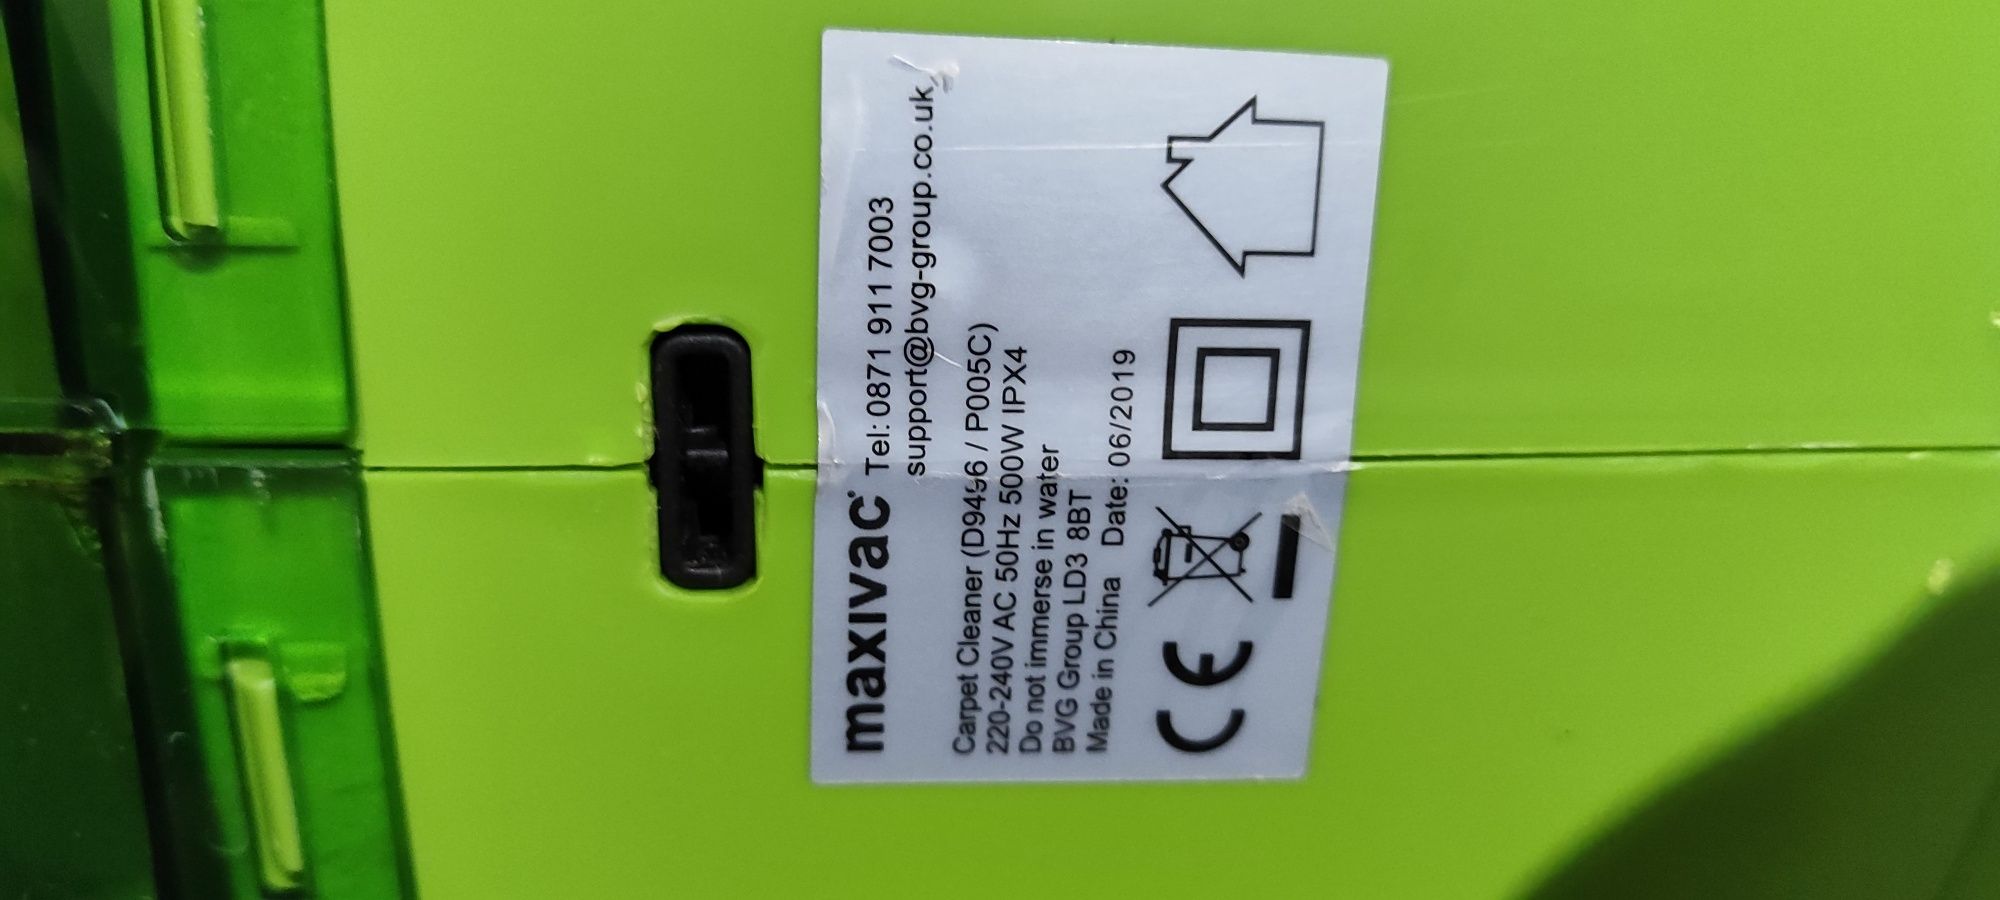 maxivac Tel: 0871 911 7003
support@bvg-group.co.uk
Carpet Cleaner (D9496 / P005C)
220-240V AC 50Hz 500W IPX4
Do not immerse in water
BVG Group LD3 8BT
Made in China Date: 06/2019
CE